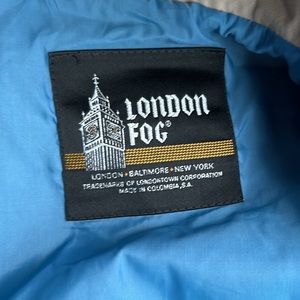 LONDON
FOG®
LONDON • BALTIMORE • NEW YORK
TRADEMARKS OF LONDONTOWN CORPORATION
MADE IN COLOMBIA, S.A.